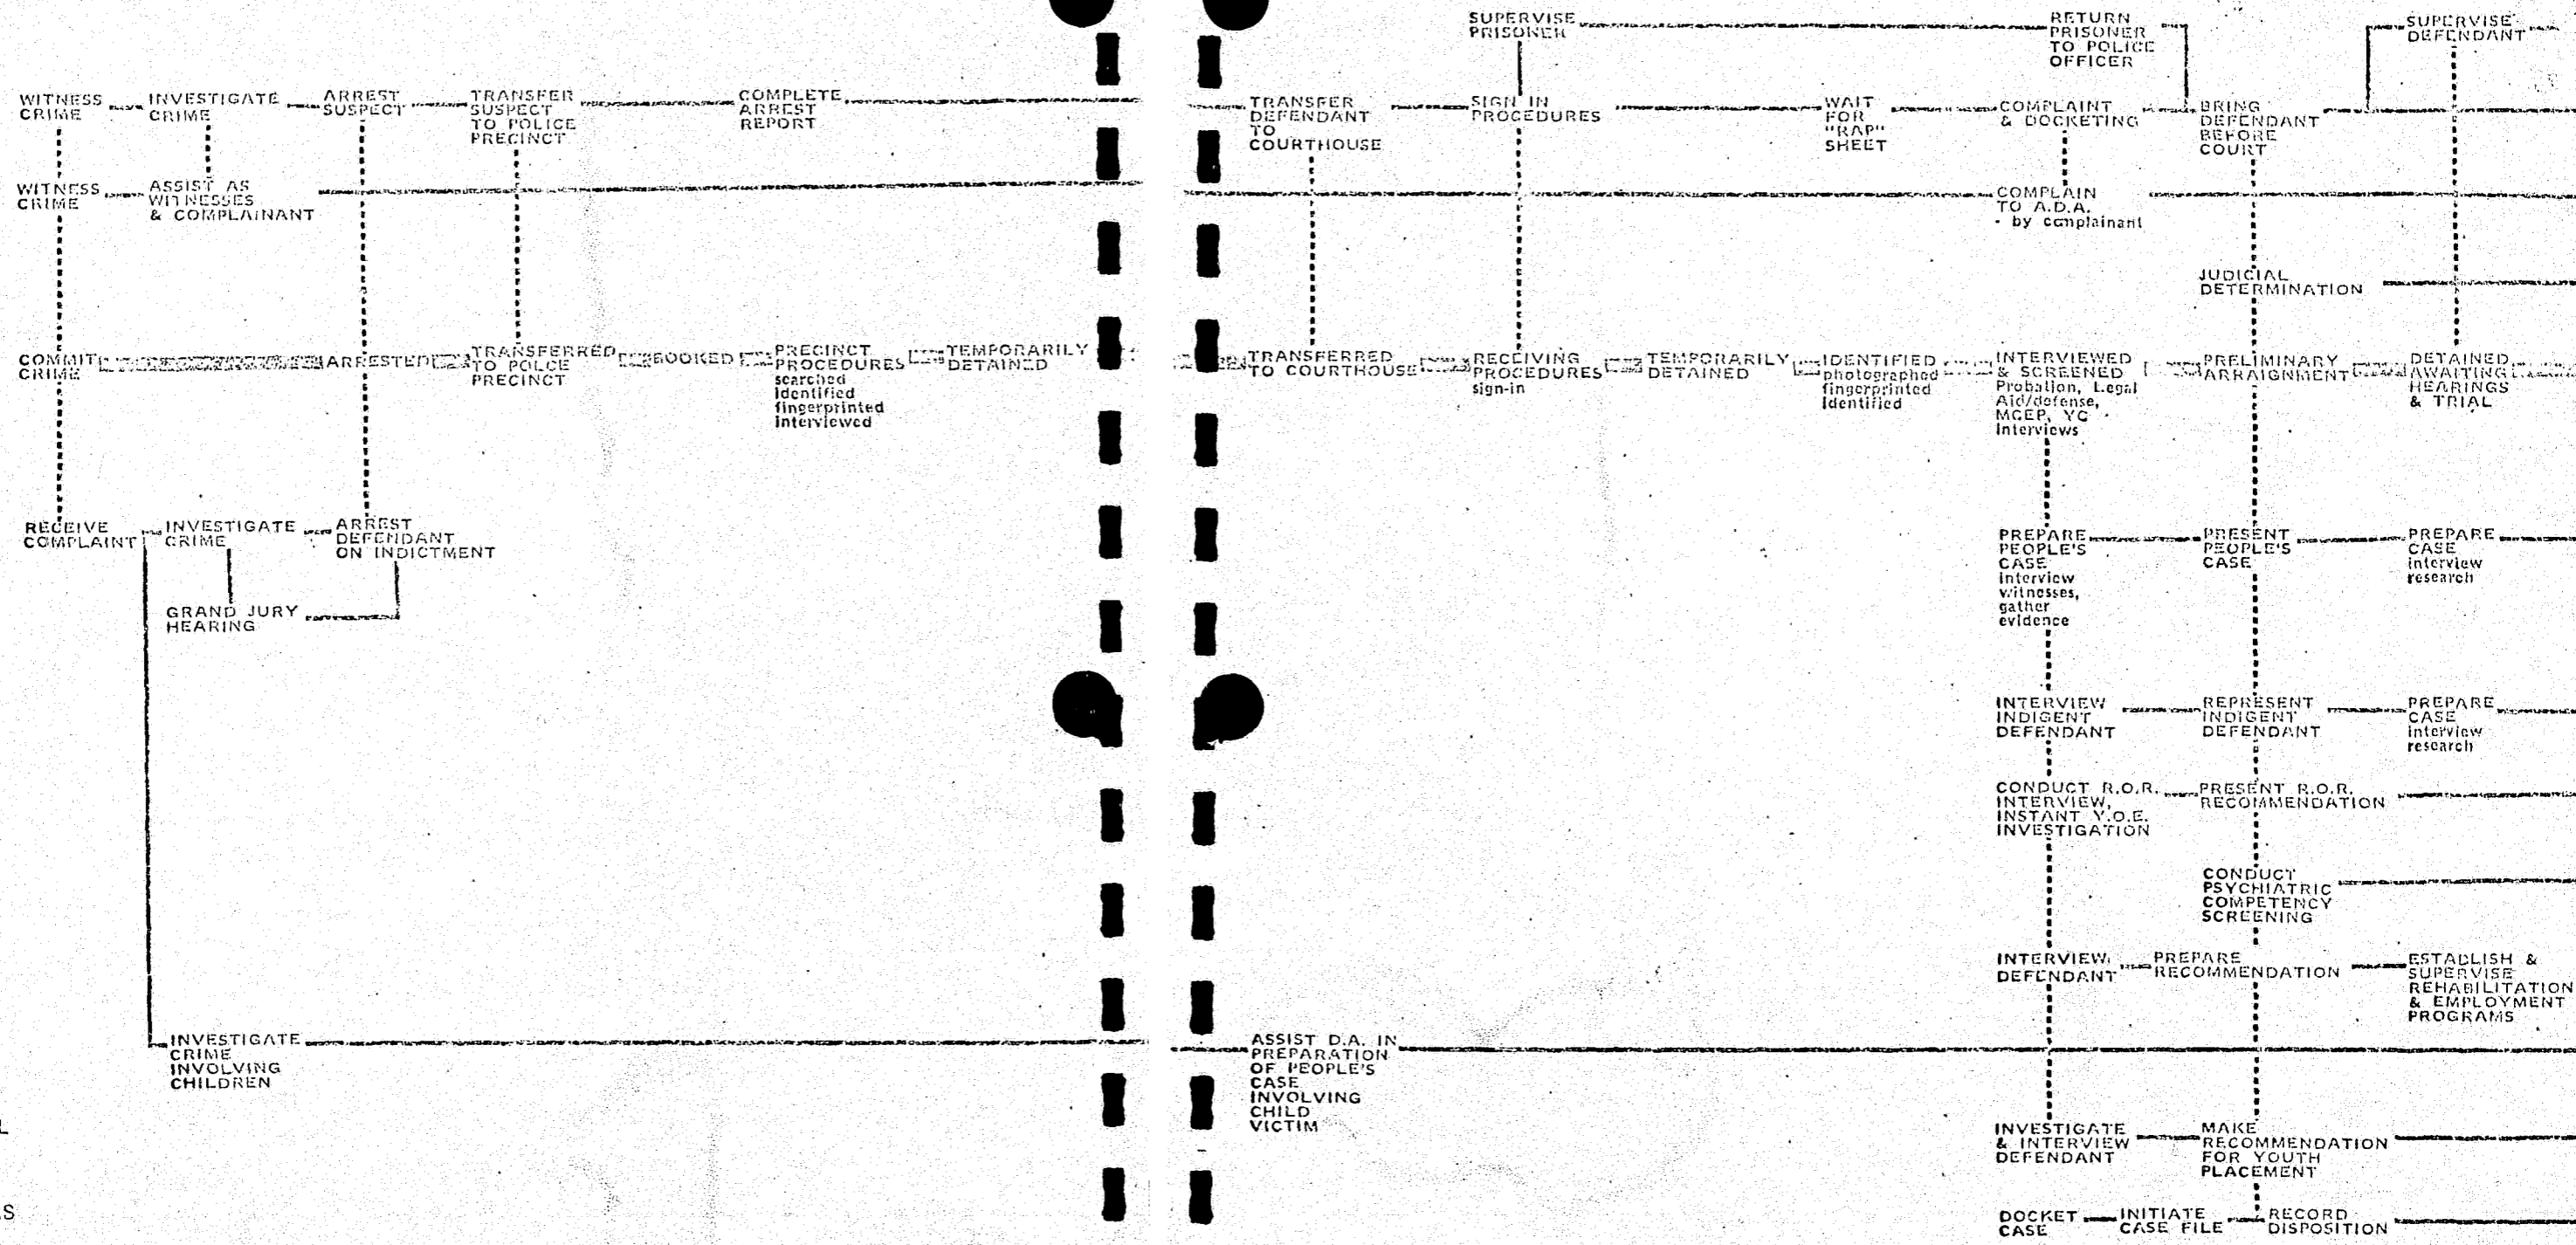 SUPERVISE
PRISONER
RETURN
PRISONER
TO POLICE
OFFICER
SUPERVISE
DEFENDANT
WITNESS
CRIME
INVESTIGATE
CRIME
ARREST
SUSPECT
TRANSFER
SUSPECT
TO POLICE
PRECINCT
COMPLETE
ARREST
REPORT
TRANSFER
DEFENDANT
TO
COURTHOUSE
SIGN IN
PROCEDURES
WAIT
FOR
"RAP"
SHEET
COMPLAINT
& DOCKETING
BRING
DEFENDANT
BEFORE
COURT
WITNESS
CRIME
ASSIST AS
WITNESSES
& COMPLAINANT
COMPLAIN
TO A.D.A.
- by complainant
JUDICIAL
DETERMINATION
COMMIT
CRIME
ARRESTED
TRANSFERRED
TO POLCE
PRECINCT
BOOKED
PRECINCT
PROCEDURES
searched
identified
fingerprinted
interviewed
TEMPORARILY
DETAINED
TRANSFERRED
TO COURTHOUSE
RECEIVING
PROCEDURES
sign-in
TEMPORARILY
DETAINED
IDENTIFIED
photographed
fingerprinted
identified
INTERVIEWED
& SCREENED
Probation, Legal
Aid/defense,
MCEP, YC
interviews
PRELIMINARY
ARRAIGNMENT
DETAINED
AWAITING
HEARINGS
& TRIAL
RECEIVE
COMPLAINT
INVESTIGATE
CRIME
ARREST
DEFENDANT
ON INDICTMENT
GRAND JURY
HEARING
PREPARE
PEOPLE'S
CASE
interview
witnesses,
gather
evidence
PRESENT
PEOPLE'S
CASE
PREPARE
CASE
interview
research
INTERVIEW
INDIGENT
DEFENDANT
REPRESENT
INDIGENT
DEFENDANT
PREPARE
CASE
interview
research
CONDUCT R.O.R.
INTERVIEW,
INSTANT Y.O.E.
INVESTIGATION
PRESENT R.O.R.
RECOMMENDATION
CONDUCT
PSYCHIATRIC
COMPETENCY
SCREENING
INTERVIEW
DEFENDANT
PREPARE
RECOMMENDATION
ESTABLISH &
SUPERVISE
REHABILITATION
& EMPLOYMENT
PROGRAMS
INVESTIGATE
CRIME
INVOLVING
CHILDREN
ASSIST D.A. IN
PREPARATION
OF PEOPLE'S
CASE
INVOLVING
CHILD
VICTIM
INVESTIGATE
& INTERVIEW
DEFENDANT
MAKE
RECOMMENDATION
FOR YOUTH
PLACEMENT
DOCKET
CASE
INITIATE
CASE FILE
RECORD
DISPOSITION